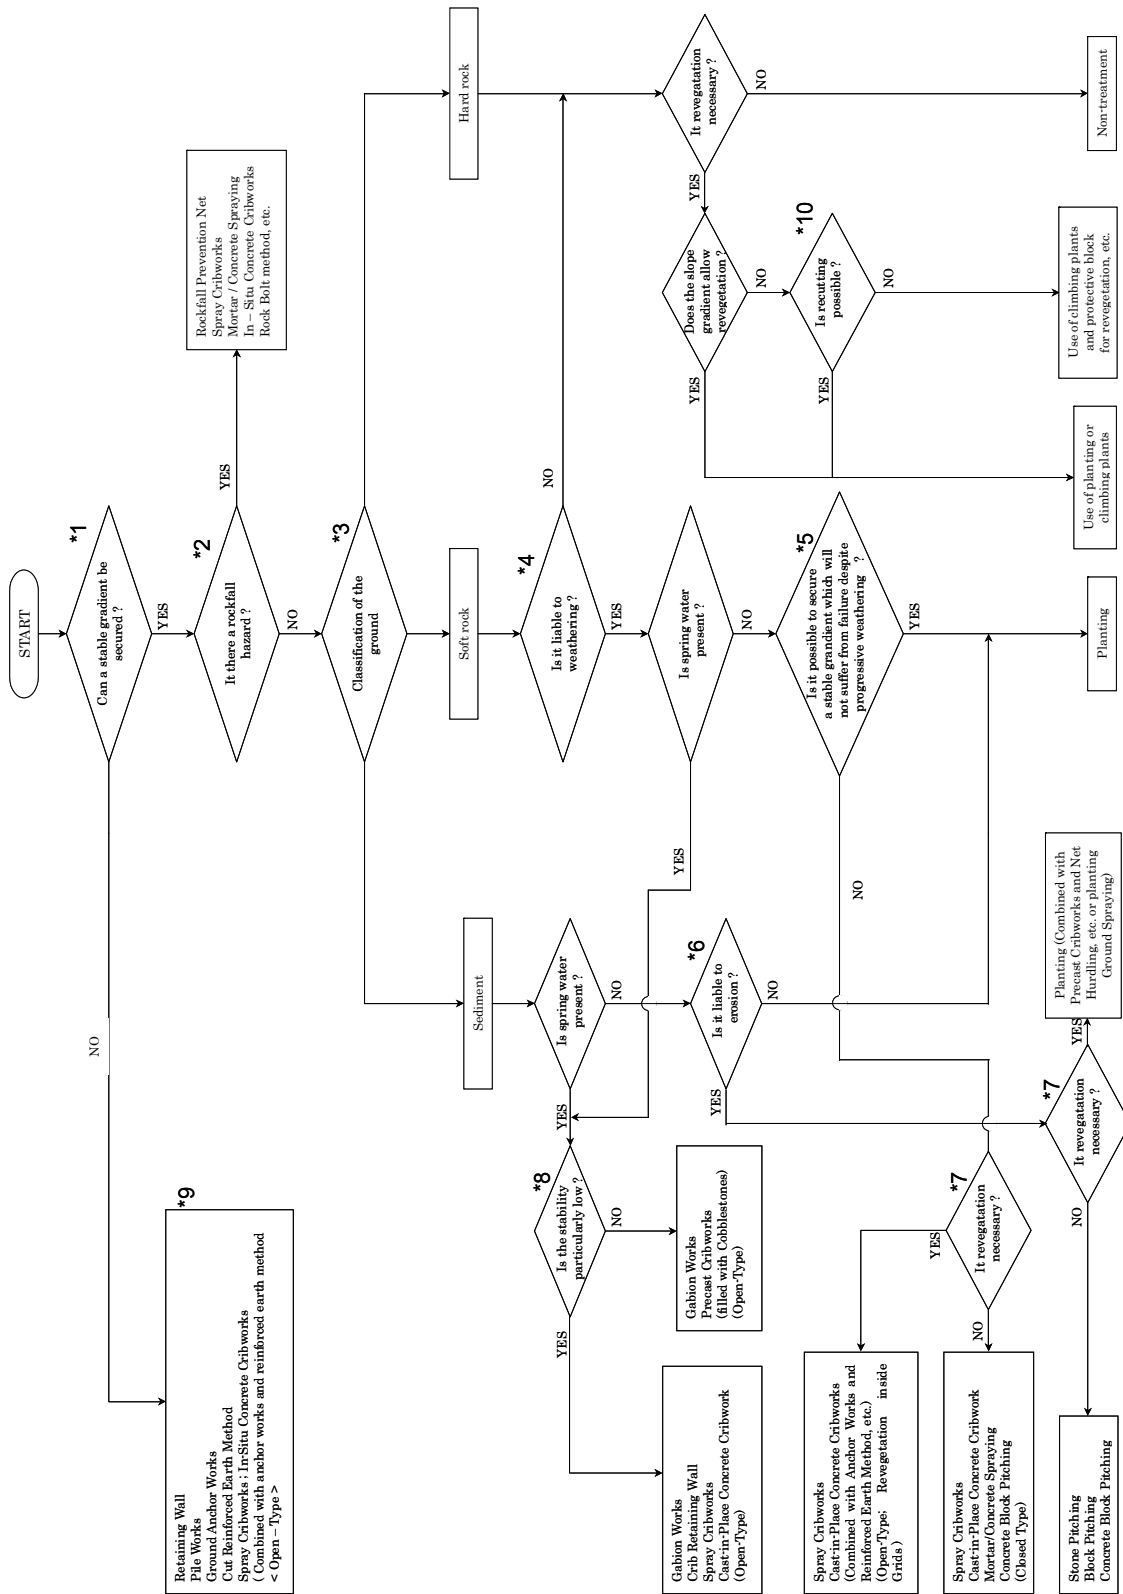 START
Can a stable gradient be
secured ?
*1
NO
YES
Retaining Wall
Pile Works
Ground Anchor Works
Cut Reinforced Earth Method
Spray Cribworks ; In-Situ Concrete Cribworks
( Combined with anchor works and reinforced earth method
< Open – Type >
*9
It there a rockfall
hazard ?
*2
YES
NO
Rockfall Prevention Net
Spray Cribworks
Mortar / Concrete Spraying
In – Situ Concrete Cribworks
Rock Bolt method, etc.
Classification of the
ground
*3
Sediment
Soft rock
Hard rock
Is spring water
present ?
YES
NO
Is it liable to
weathering ?
*4
NO
YES
Is the stability
particularly low ?
*8
YES
NO
Is spring water
present ?
YES
NO
It revegatation
necessary ?
YES
NO
Is it liable to
erosion ?
*6
YES
NO
Does the slope
gradient allow
revegetation ?
YES
NO
Gabion Works
Crib Retaining Wall
Spray Cribworks
Cast-in-Place Concrete Cribwork
(Open-Type)
Gabion Works
Precast Cribworks
(filled with Cobblestones)
(Open-Type)
Is it possible to secure
a stable grandient which will
not suffer from failure despite
progressive weathering ?
*5
NO
YES
Is recutting
possible ?
*10
YES
NO
Spray Cribworks
Cast-in-Place Concrete Cribworks
(Combined with Anchor Works and
Reinforced Earth Method, etc.)
(Open-Type; Revegetation inside
Grids)
It revegatation
necessary ?
*7
YES
NO
Spray Cribworks
Cast-in-Place Concrete Cribwork
Mortar/Concrete Spraying
Concrete Block Pitching
(Closed Type)
It revegatation
necessary ?
*7
NO
YES
Stone Pitching
Block Pitching
Concrete Block Pitching
Planting (Combined with
Precast Cribworks and Net
Hurdling, etc. or planting
Ground Spraying)
Planting
Use of planting or
climbing plants
Use of climbing plants
and protective block
for revegetation, etc.
Non-treatment